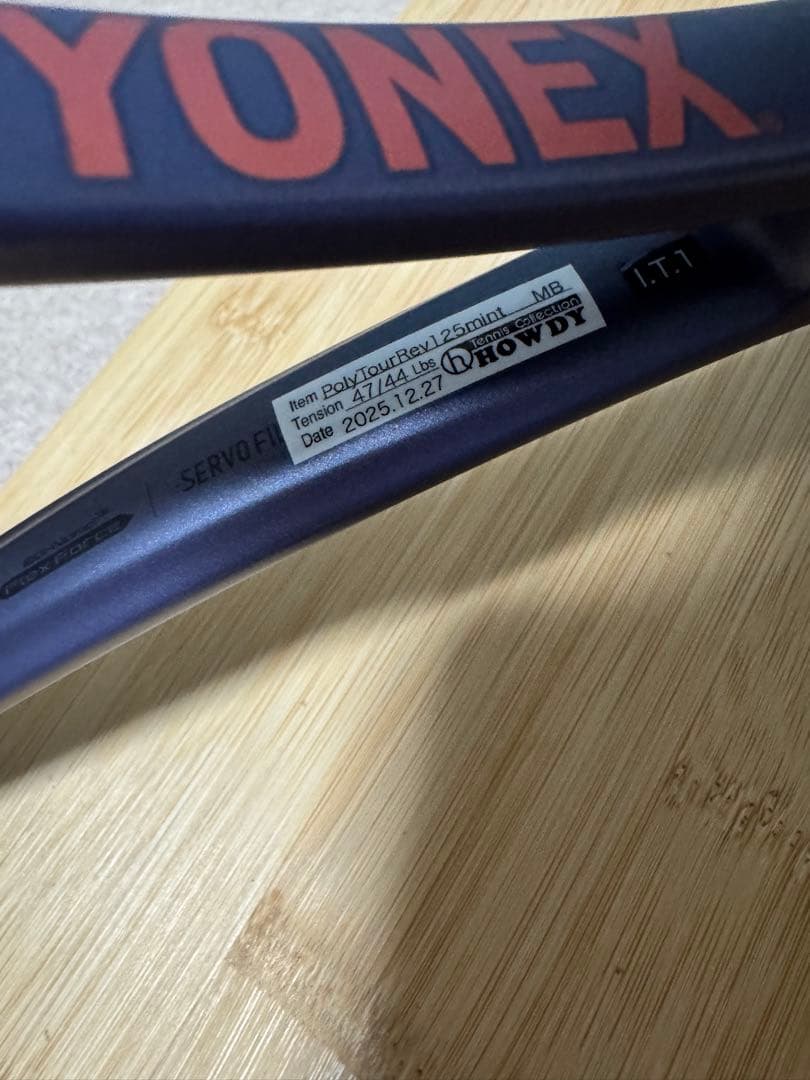 YONEX®
I.T.1
Item PolyTourRev125mint MB
Tension 47/44 Lbs
Date 2025.12.27
h Tennis Collection
HOWDY
SERVO FI
FlexForce